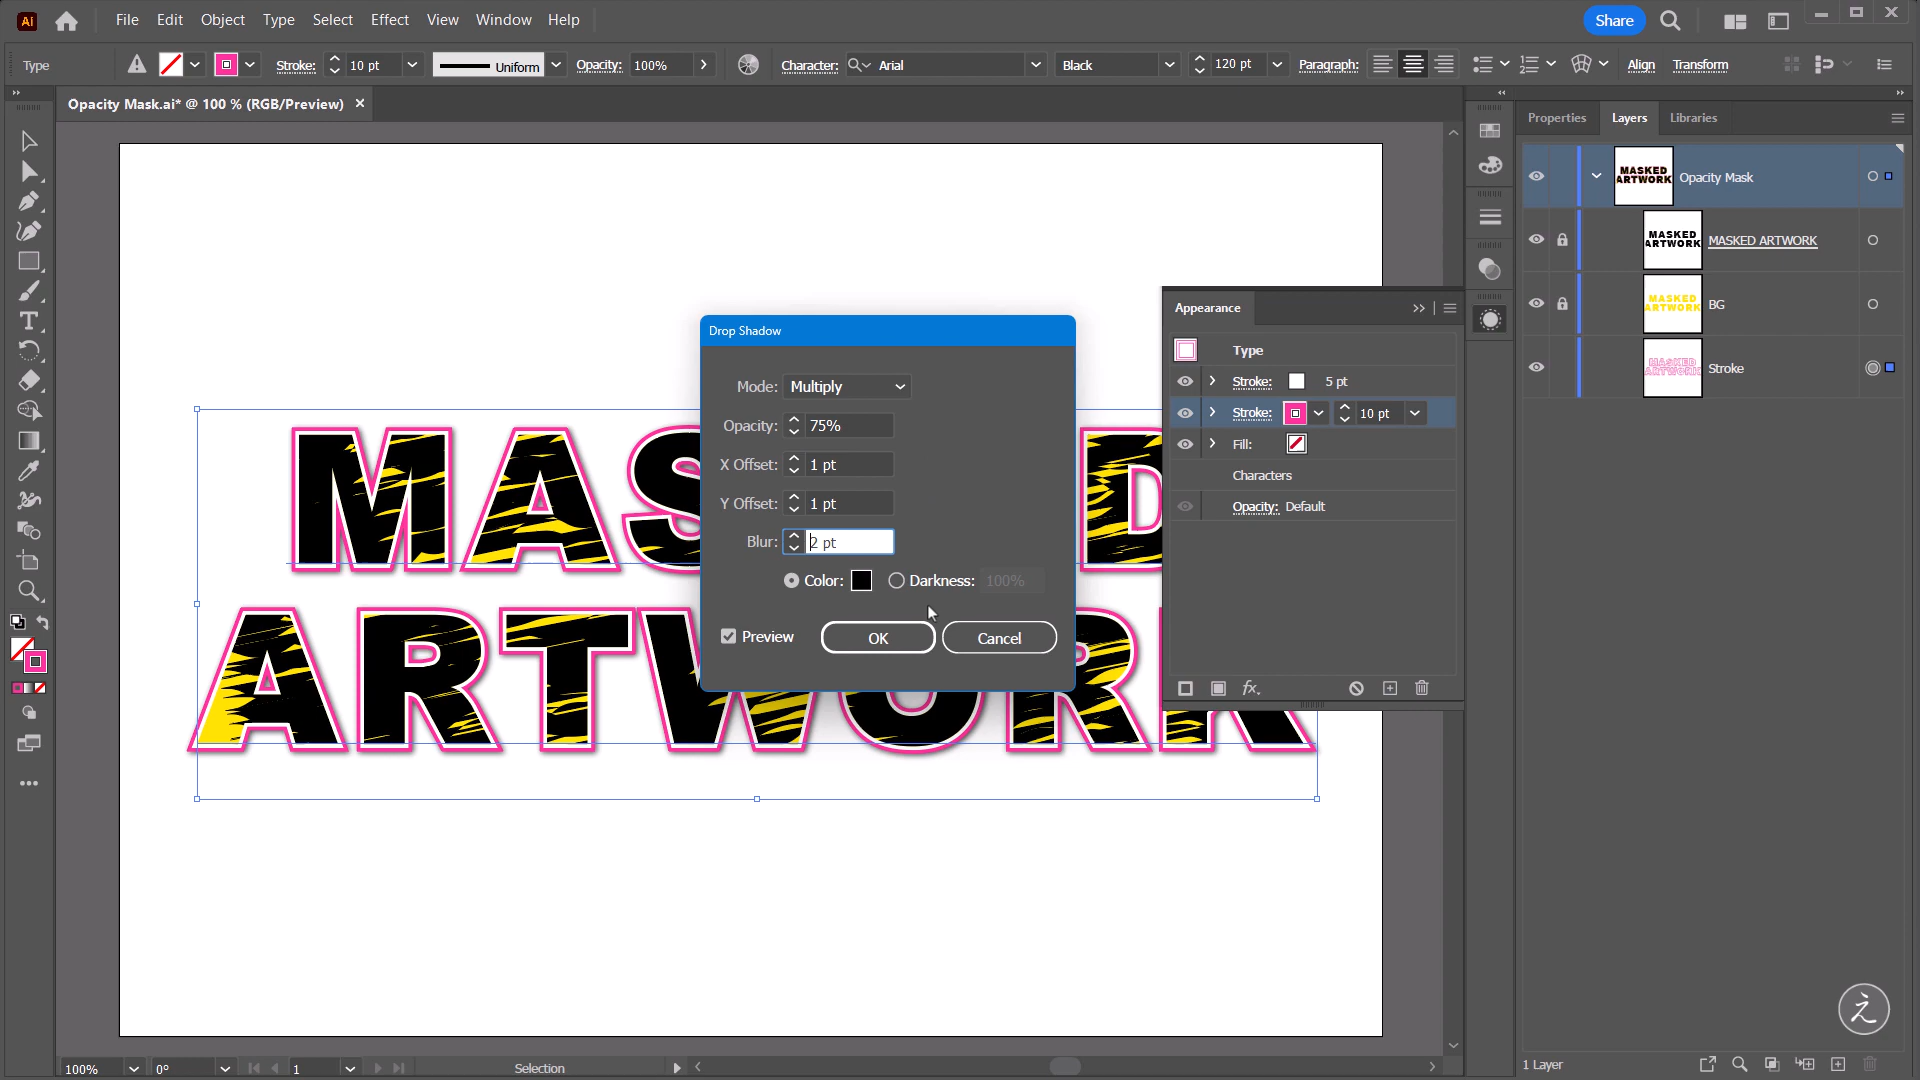 Ai File Edit Object Type Select Effect View Window Help Share
Type Stroke: 10 pt Uniform Opacity: 100% Character: Arial Black 120 pt Paragraph: Align Transform
Opacity Mask.ai* @ 100 % (RGB/Preview)
Properties Layers Libraries
MASKED
ARTWORK
Opacity Mask
MASKED
ARTWORK
MASKED ARTWORK
MASKED
ARTWORK
BG
MASKED
ARTWORK
Stroke
1 Layer
Appearance
Type
Stroke: 5 pt
Stroke: 10 pt
Fill:
Characters
Opacity: Default
fx.
Drop Shadow
Mode: Multiply
Opacity: 75%
X Offset: 1 pt
Y Offset: 1 pt
Blur: 2 pt
Color: Darkness: 100%
Preview OK Cancel
MAS D
ARTWORK
100% 0° 1 Selection
之